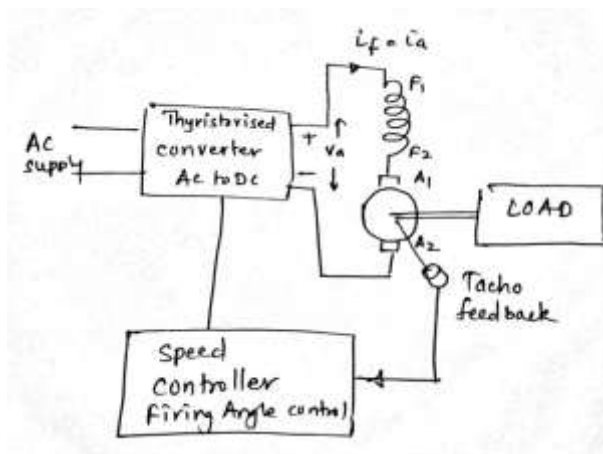 if = ia
F1
Thyristorised
converter
AC to DC
+
Va
-
AC
supply
F2
A1
LOAD
A2
Tacho
feedback
Speed
controller
Firing Angle control